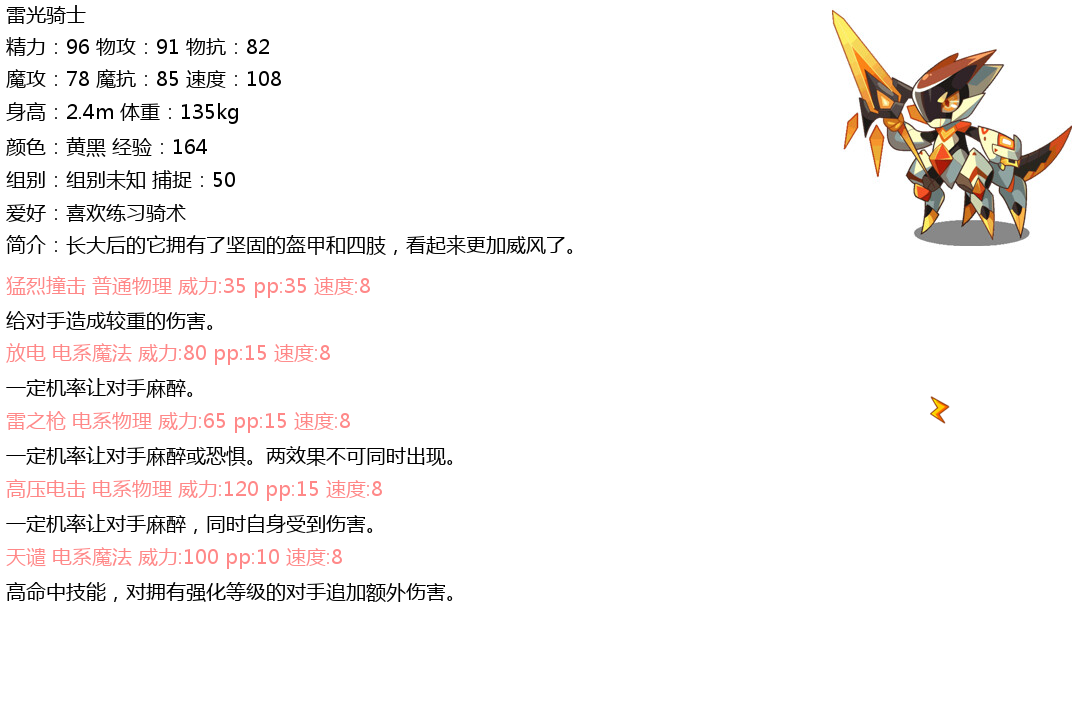 雷光骑士
精力：96 物攻：91 物抗：82
魔攻：78 魔抗：85 速度：108
身高：2.4m 体重：135kg
颜色：黄黑 经验：164
组别：组别未知 捕捉：50
爱好：喜欢练习骑术
简介：长大后的它拥有了坚固的盔甲和四肢，看起来更加威风了。
猛烈撞击 普通物理 威力:35 pp:35 速度:8
给对手造成较重的伤害。
放电 电系魔法 威力:80 pp:15 速度:8
一定机率让对手麻醉。
雷之枪 电系物理 威力:65 pp:15 速度:8
一定机率让对手麻醉或恐惧。两效果不可同时出现。
高压电击 电系物理 威力:120 pp:15 速度:8
一定机率让对手麻醉，同时自身受到伤害。
天谴 电系魔法 威力:100 pp:10 速度:8
高命中技能，对拥有强化等级的对手追加额外伤害。